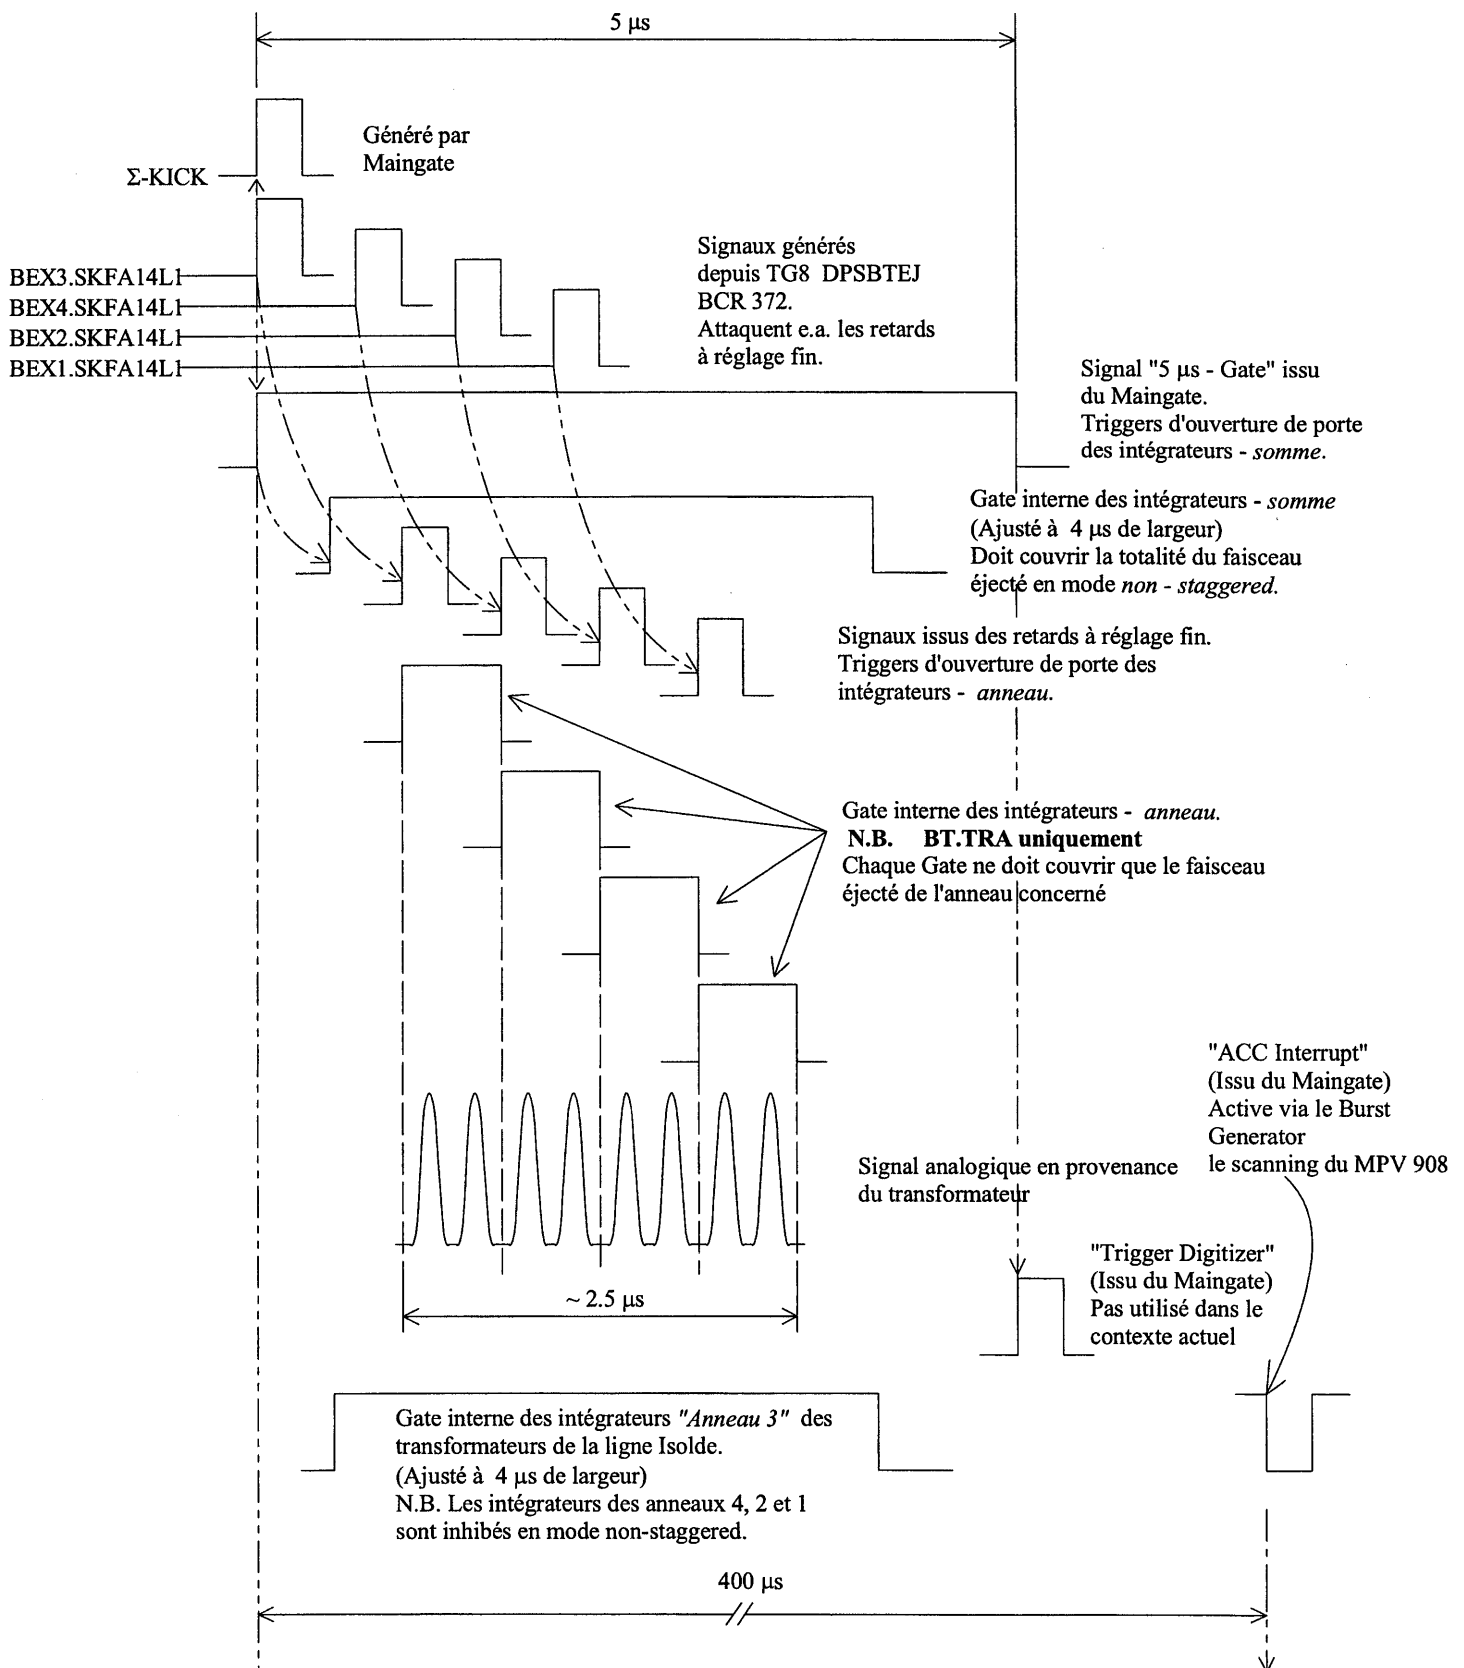 5 μs
Généré par
Maingate
Σ-KICK
BEX3.SKFA14L1
BEX4.SKFA14L1
BEX2.SKFA14L1
BEX1.SKFA14L1
Signaux générés
depuis TG8 DPSBTEJ
BCR 372.
Attaquent e.a. les retards
à réglage fin.
Signal "5 μs - Gate" issu
du Maingate.
Triggers d'ouverture de porte
des intégrateurs - somme.
Gate interne des intégrateurs - somme
(Ajusté à 4 μs de largeur)
Doit couvrir la totalité du faisceau
éjecté en mode non - staggered.
Signaux issus des retards à réglage fin.
Triggers d'ouverture de porte des
intégrateurs - anneau.
Gate interne des intégrateurs - anneau.
N.B. BT.TRA uniquement
Chaque Gate ne doit couvrir que le faisceau
éjecté de l'anneau concerné
"ACC Interrupt"
(Issu du Maingate)
Active via le Burst
Generator
le scanning du MPV 908
Signal analogique en provenance
du transformateur
"Trigger Digitizer"
(Issu du Maingate)
Pas utilisé dans le
contexte actuel
~ 2.5 μs
Gate interne des intégrateurs "Anneau 3" des
transformateurs de la ligne Isolde.
(Ajusté à 4 μs de largeur)
N.B. Les intégrateurs des anneaux 4, 2 et 1
sont inhibés en mode non-staggered.
400 μs